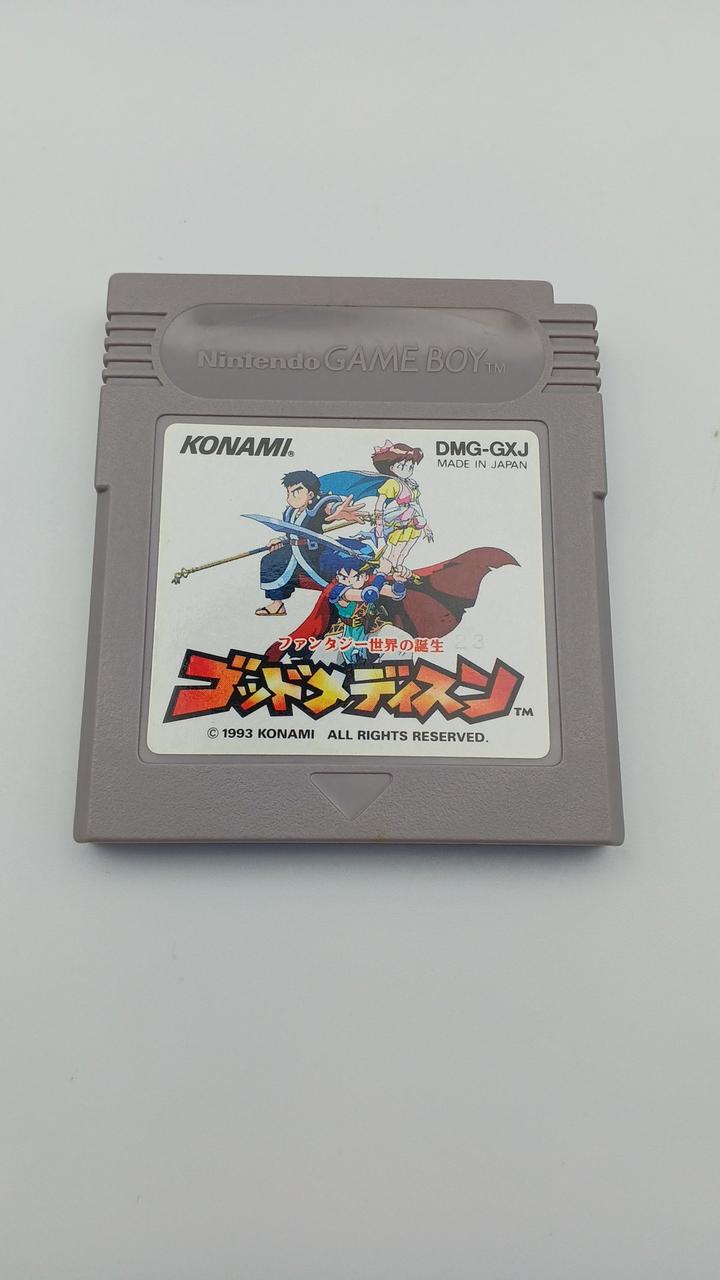 Nintendo GAME BOY™
KONAMI®
DMG-GXJ
MADE IN JAPAN
ファンタジー世界の誕生
23
ゴッドメディスン™
© 1993 KONAMI ALL RIGHTS RESERVED.